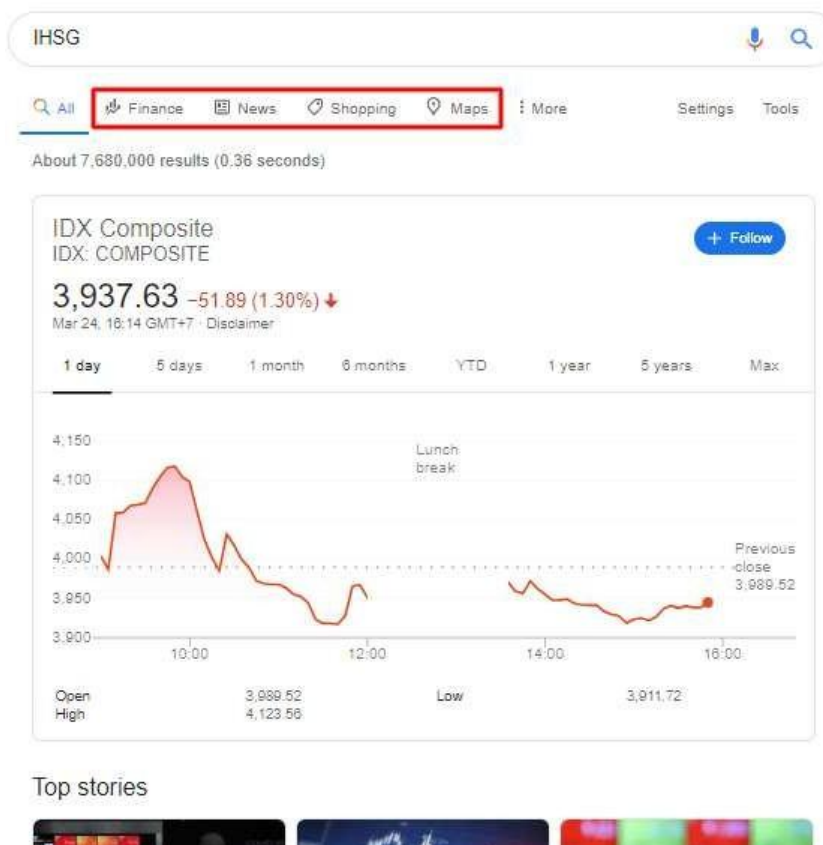 IHSG
All Finance News Shopping Maps More Settings Tools
About 7,680,000 results (0.36 seconds)
IDX Composite
IDX: COMPOSITE
+ Follow
3,937.63 −51.89 (1.30%)
Mar 24, 16:14 GMT+7 · Disclaimer
1 day 5 days 1 month 6 months YTD 1 year 5 years Max
4,150
4,100
4,050
4,000
3,950
3,900
Lunch
break
Previous
close
3,989.52
10:00 12:00 14:00 16:00
Open 3,989.52 Low 3,911.72
High 4,123.56
Top stories